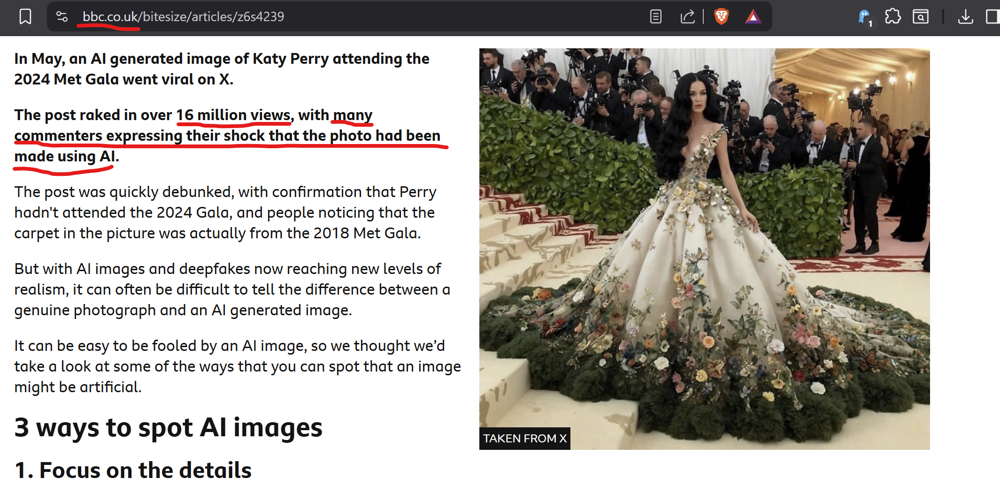 bbc.co.uk/bitesize/articles/z6s4239
1
In May, an AI generated image of Katy Perry attending the
2024 Met Gala went viral on X.
The post raked in over 16 million views, with many
commenters expressing their shock that the photo had been
made using AI.
The post was quickly debunked, with confirmation that Perry
hadn't attended the 2024 Gala, and people noticing that the
carpet in the picture was actually from the 2018 Met Gala.
But with AI images and deepfakes now reaching new levels of
realism, it can often be difficult to tell the difference between a
genuine photograph and an AI generated image.
It can be easy to be fooled by an AI image, so we thought we’d
take a look at some of the ways that you can spot that an image
might be artificial.
3 ways to spot AI images
1. Focus on the details
TAKEN FROM X